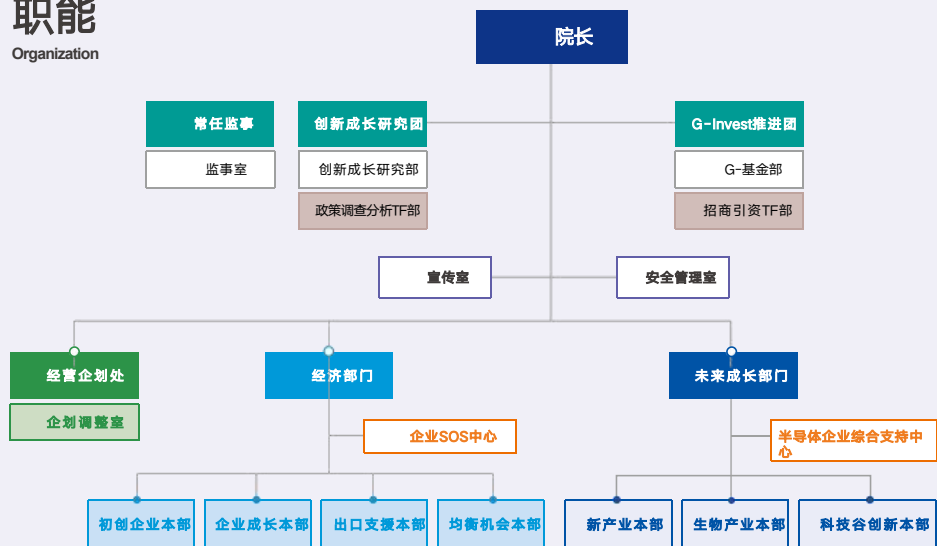 职能
Organization
院长
常任监事
创新成长研究团
G-Invest推进团
监事室
创新成长研究部
G-基金部
政策调查分析TF部
招商引资TF部
宣传室
安全管理室
经营企划处
经济部门
未来成长部门
企划调整室
企业SOS中心
半导体企业综合支持中
心
初创企业本部
企业成长本部
出口支援本部
均衡机会本部
新产业本部
生物产业本部
科技谷创新本部